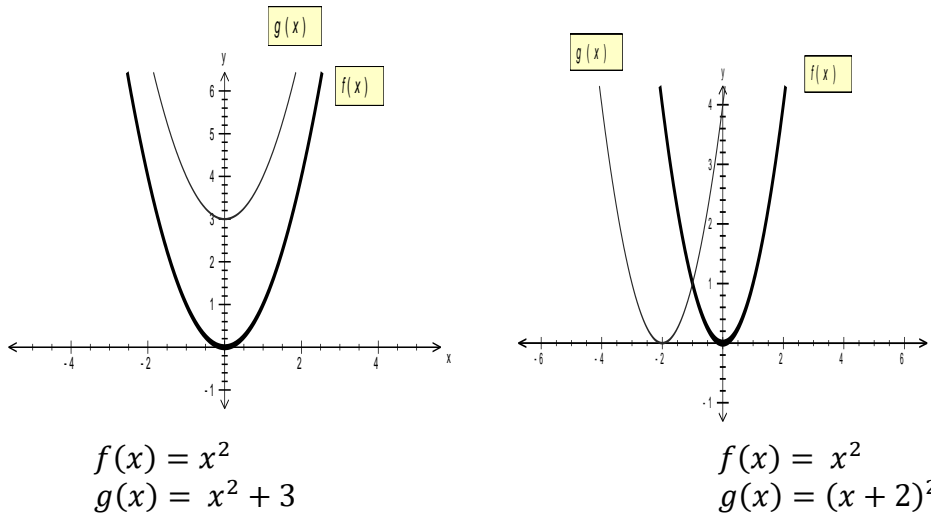 g(x)
f(x)
y
6
5
3
2
1
-4
-2
2
4
x
-1
f(x) = x²
g(x) = x² + 3
g(x)
f(x)
y
4
3
2
1
-6
-4
-2
2
4
6
-1
f(x) = x²
g(x) = (x + 2)²